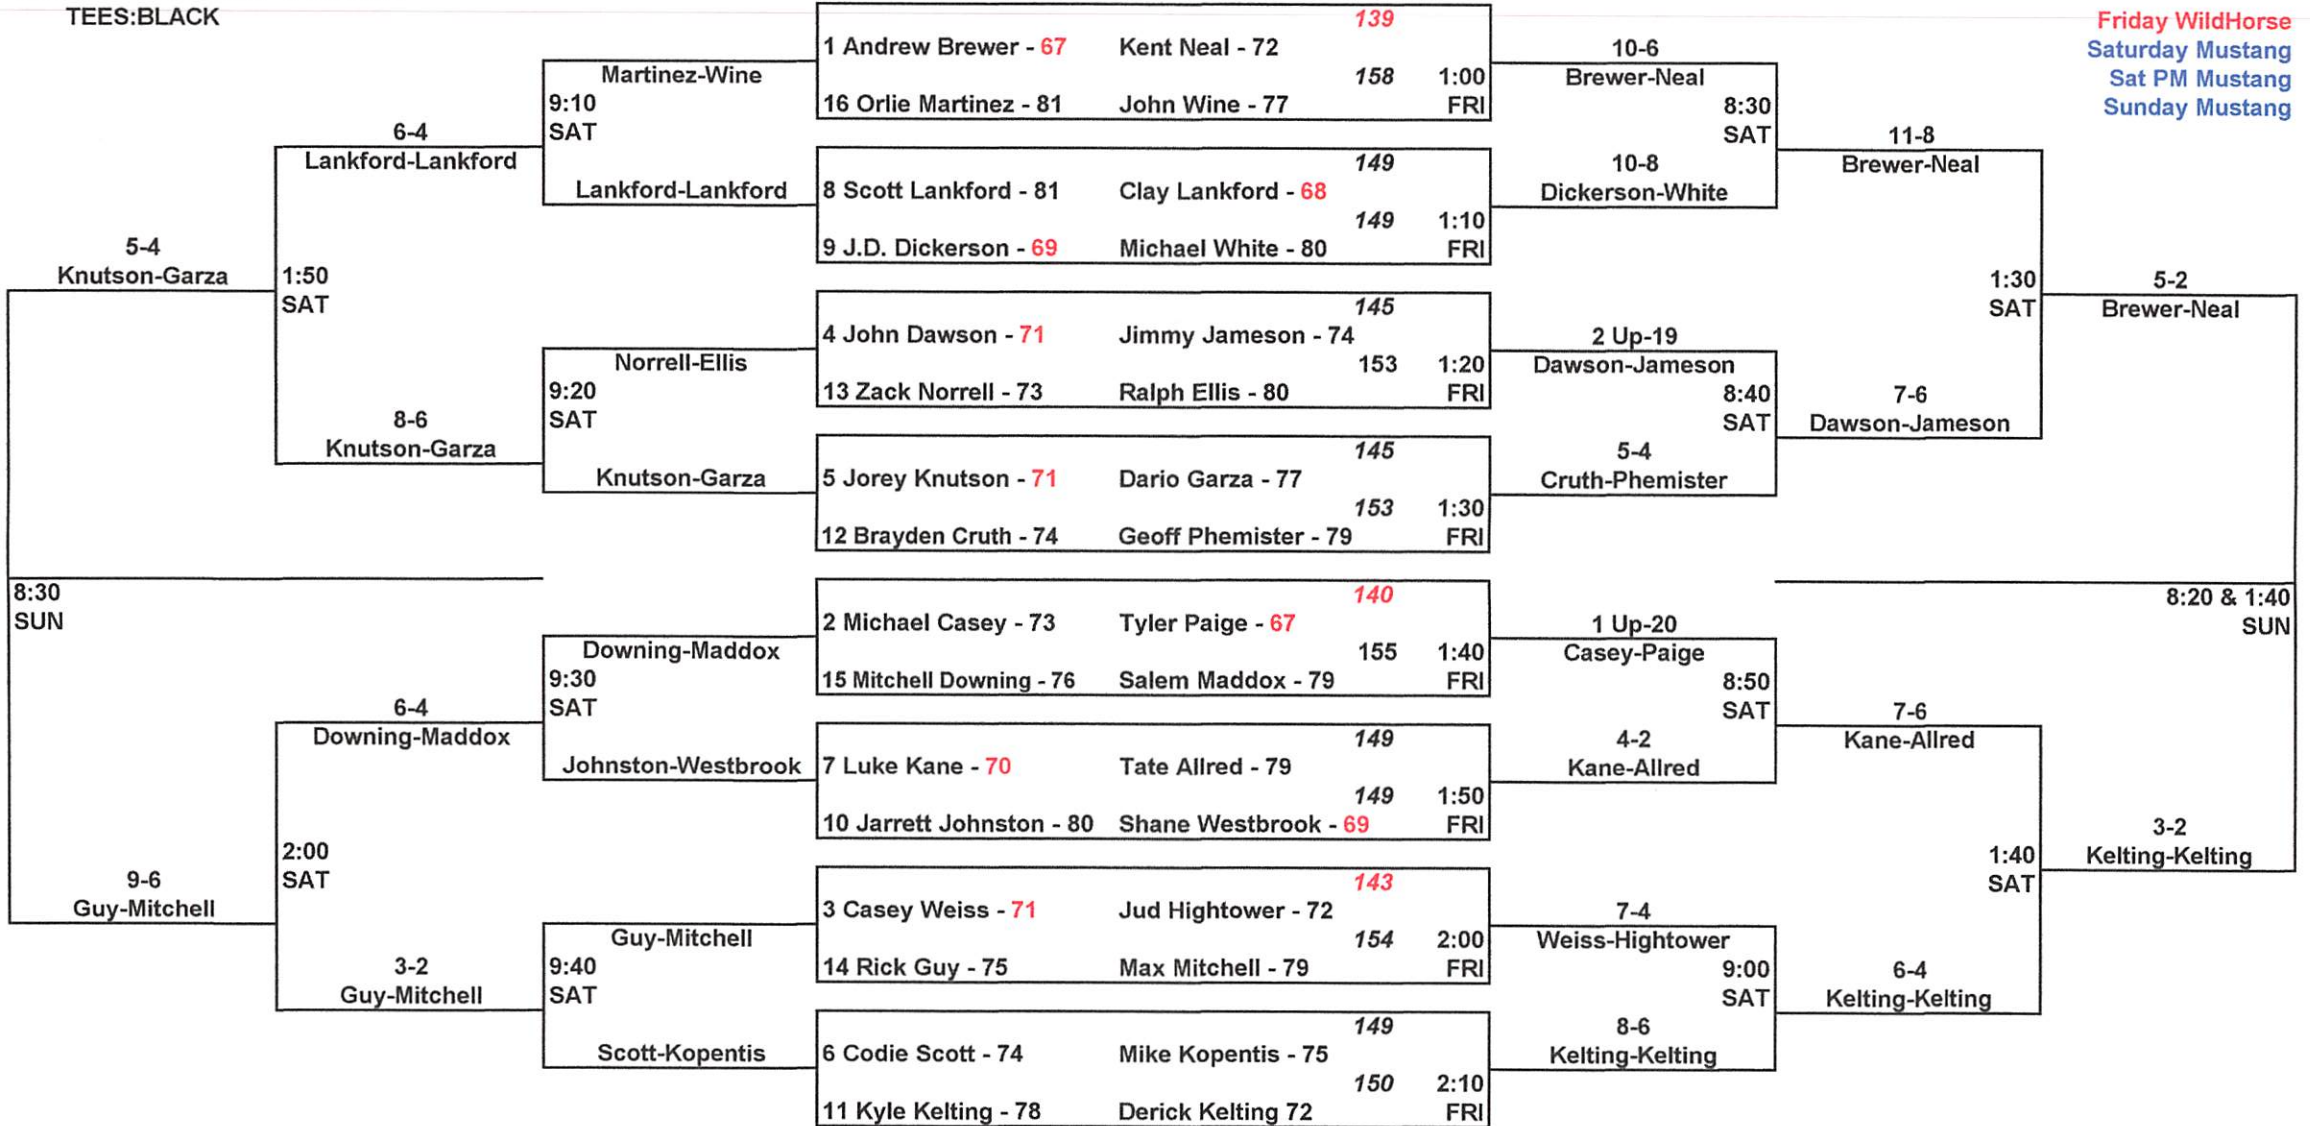 TEES:BLACK
Friday WildHorse
Saturday Mustang
Sat PM Mustang
Sunday Mustang
139
1 Andrew Brewer - 67 Kent Neal - 72
158 1:00
16 Orlie Martinez - 81 John Wine - 77 FRI
149
8 Scott Lankford - 81 Clay Lankford - 68
149 1:10
9 J.D. Dickerson - 69 Michael White - 80 FRI
145
4 John Dawson - 71 Jimmy Jameson - 74
153 1:20
13 Zack Norrell - 73 Ralph Ellis - 80 FRI
145
5 Jorey Knutson - 71 Dario Garza - 77
153 1:30
12 Brayden Cruth - 74 Geoff Phemister - 79 FRI
140
2 Michael Casey - 73 Tyler Paige - 67
155 1:40
15 Mitchell Downing - 76 Salem Maddox - 79 FRI
149
7 Luke Kane - 70 Tate Allred - 79
149 1:50
10 Jarrett Johnston - 80 Shane Westbrook - 69 FRI
143
3 Casey Weiss - 71 Jud Hightower - 72
154 2:00
14 Rick Guy - 75 Max Mitchell - 79 FRI
149
6 Codie Scott - 74 Mike Kopentis - 75
150 2:10
11 Kyle Kelting - 78 Derick Kelting 72 FRI
Martinez-Wine
9:10
SAT
Lankford-Lankford
Norrell-Ellis
9:20
SAT
Knutson-Garza
Downing-Maddox
9:30
SAT
Johnston-Westbrook
Guy-Mitchell
9:40
SAT
Scott-Kopentis
6-4
Lankford-Lankford
1:50
SAT
8-6
Knutson-Garza
6-4
Downing-Maddox
2:00
SAT
3-2
Guy-Mitchell
5-4
Knutson-Garza
8:30
SUN
9-6
Guy-Mitchell
10-6
Brewer-Neal
8:30
SAT
10-8
Dickerson-White
2 Up-19
Dawson-Jameson
8:40
SAT
5-4
Cruth-Phemister
1 Up-20
Casey-Paige
8:50
SAT
4-2
Kane-Allred
7-4
Weiss-Hightower
9:00
SAT
8-6
Kelting-Kelting
11-8
Brewer-Neal
1:30
SAT
7-6
Dawson-Jameson
7-6
Kane-Allred
1:40
SAT
6-4
Kelting-Kelting
5-2
Brewer-Neal
8:20 & 1:40
SUN
3-2
Kelting-Kelting